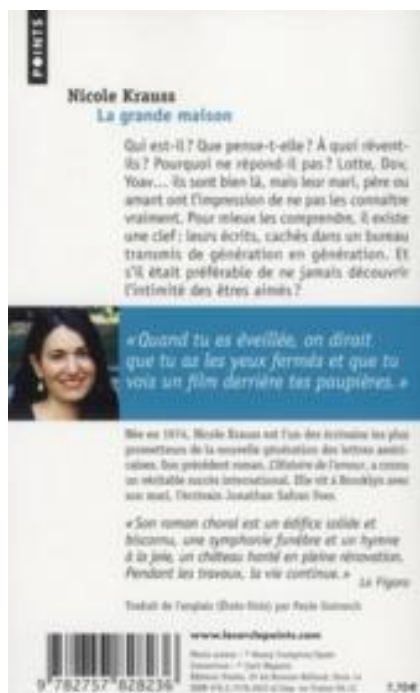 POINTS
Nicole Krauss
La grande maison
Qui est-il ? Que pense-t-elle ? À quoi rêvent-
ils ? Pourquoi ne répond-il pas ? Lotte, Dov,
Yoav... ils sont bien là, mais leur mari, père ou
amant ont l'impression de ne pas les connaître
vraiment. Pour mieux les comprendre, il existe
une clef : leurs écrits, cachés dans un bureau
transmis de génération en génération. Et
s'il était préférable de ne jamais découvrir
l'intimité des êtres aimés ?
« Quand tu es éveillée, on dirait
que tu as les yeux fermés et que tu
vois un film derrière tes paupières. »
Née en 1974, Nicole Krauss est l'un des écrivains les plus
prometteurs de la nouvelle génération des lettres améri-
caines. Son précédent roman, L'Histoire de l'amour, a connu
un véritable succès international. Elle vit à Brooklyn avec
son mari, l'écrivain Jonathan Safran Foer.
« Son roman choral est un édifice solide et
biscornu, une symphonie funèbre et un hymne
à la joie, un château hanté en pleine rénovation.
Pendant les travaux, la vie continue. »
Le Figaro
Traduit de l'anglais (États-Unis) par Paule Guivarch
www.lecerclepoints.com
9 782757 828236